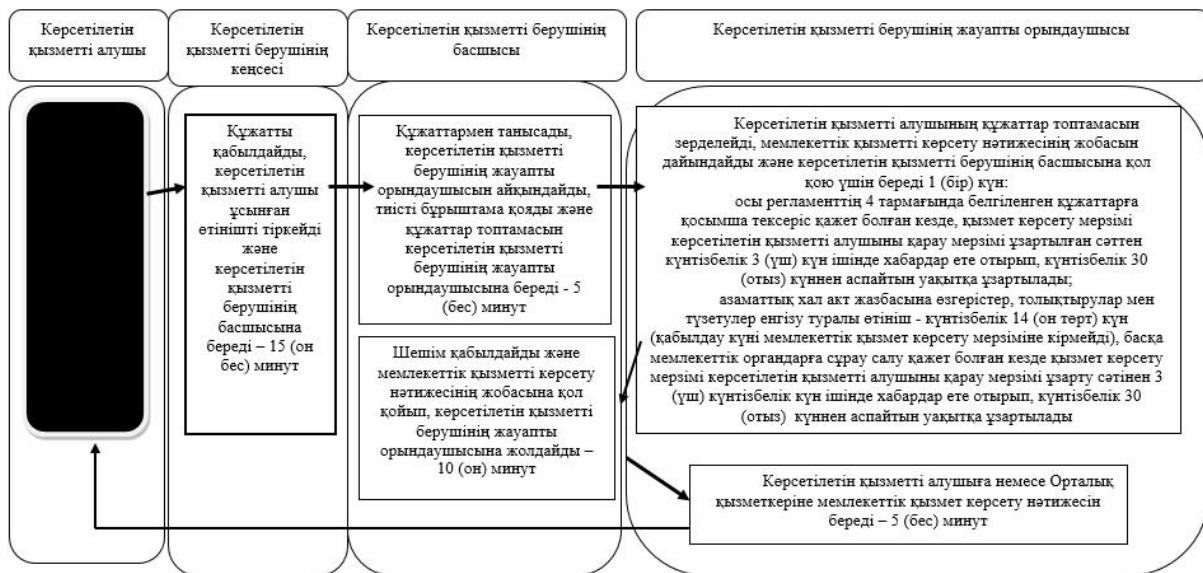 Көрсетілетін
қызметті алушы
Көрсетілетін
қызметті берушінің
кеңсесі
Көрсетілетін қызметті берушінің
басшысы
Көрсетілетін қызметті берушінің жауапты орындаушысы
Құжатты
қабылдайды,
көрсетілетін
қызметті алушы
ұсынған
өтінішті тіркейді
және
көрсетілетін
қызметті
берушінің
басшысына
береді – 15 (он
бес) минут
Құжаттармен танысады,
көрсетілетін қызметті
берушінің жауапты
орындаушысын айқындайды,
тиісті бұрыштама қояды және
құжаттар топтамасын
көрсетілетін қызметті
берушінің жауапты
орындаушысына береді - 5
(бес) минут
Шешім қабылдайды және
мемлекеттік қызметті көрсету
нәтижесінің жобасына қол
қойып, көрсетілетін қызметті
берушінің жауапты
орындаушысына жолдайды –
10 (он) минут
Көрсетілетін қызметті алушының құжаттар топтамасын
зерделейді, мемлекеттік қызметті көрсету нәтижесінің жобасын
дайындайды және көрсетілетін қызметті берушінің басшысына қол
қою үшін береді 1 (бір) күн:
осы регламенттің 4 тармағында белгіленген құжаттарға
қосымша тексеріс қажет болған кезде, қызмет көрсету мерзімі
көрсетілетін қызметті алушыны қарау мерзімі ұзартылған сәттен
күнтізбелік 3 (үш) күн ішінде хабардар ете отырып, күнтізбелік 30
(отыз) күннен аспайтын уақытқа ұзартылады;
азаматтық хал акт жазбасына өзгерістер, толықтырулар мен
түзетулер енгізу туралы өтініш - күнтізбелік 14 (он төрт) күн
(қабылдау күні мемлекеттік қызмет көрсету мерзіміне кірмейді), басқа
мемлекеттік органдарға сұрау салу қажет болған кезде қызмет көрсету
мерзімі көрсетілетін қызметті алушыны қарау мерзімі ұзарту сәтінен 3
(үш) күнтізбелік күн ішінде хабардар ете отырып, күнтізбелік 30
(отыз) күннен аспайтын уақытқа ұзартылады
Көрсетілетін қызметті алушыға немесе Орталық
қызметкеріне мемлекеттік қызмет көрсету нәтижесін
береді – 5 (бес) минут